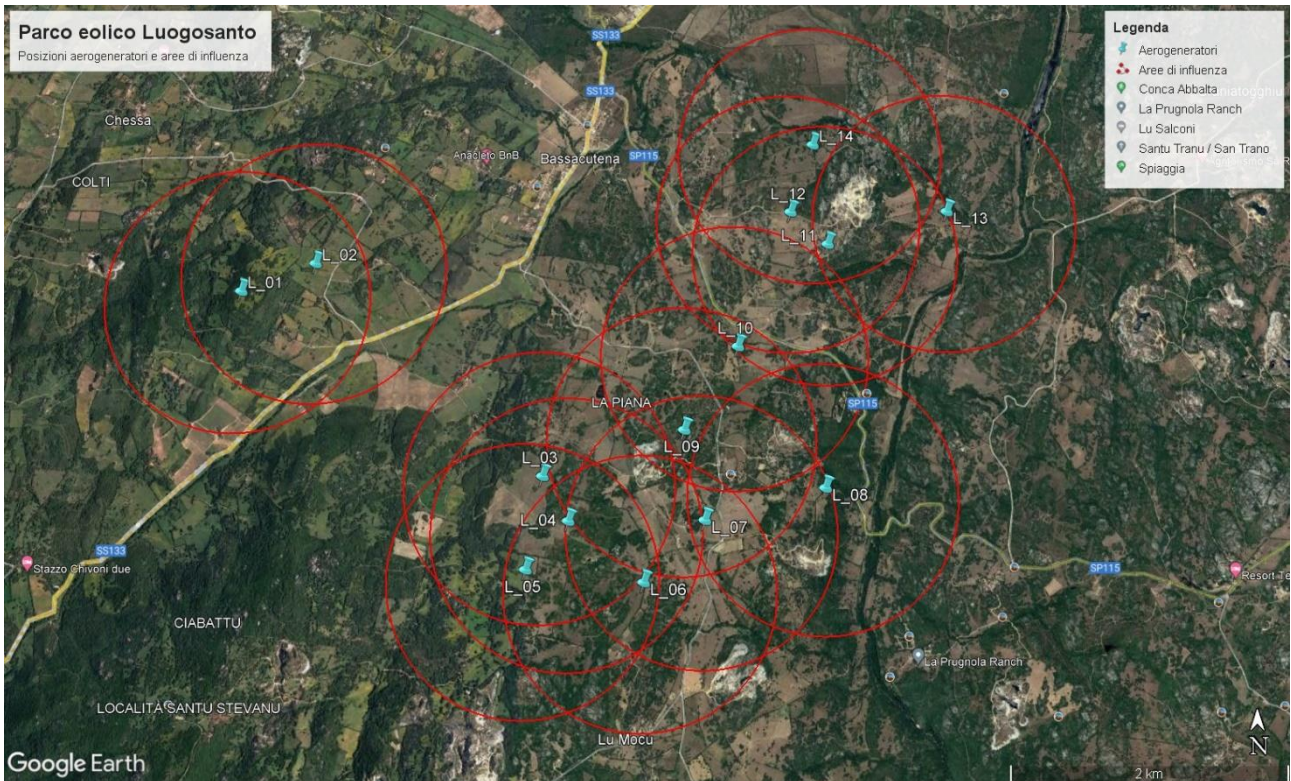 Parco eolico Luogosanto
Posizioni aerogeneratori e aree di influenza
Legenda
Aerogeneratori
Aree di influenza
Conca Abbalta
La Prugnola Ranch
Lu Salconi
Santu Tranu / San Trano
Spiaggia
SS133
SS133
Chessa
Anacleto BnB
Bassacutena
SP115
COLTI
L_14
L_12
L_13
L_11
L_02
L_01
L_10
LA PIANA
SP115
L_09
L_03
L_08
L_04
L_07
SS133
Stazzo Chivoni due
L_05
L_06
SP115
Resort
CIABATTU
La Prugnola Ranch
LOCALITÀ SANTU STEVANU
Lu Mocu
N
Google Earth
2 km